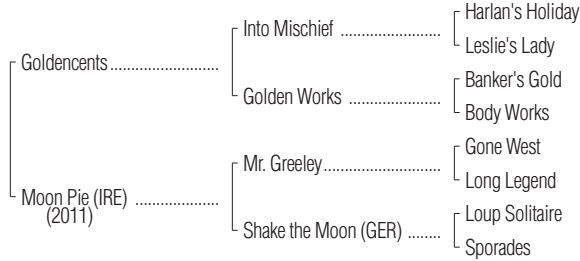 Harlan's Holiday
Into Mischief ....................
Leslie's Lady
Goldencents ......................
Banker's Gold
Golden Works ..................
Body Works
Gone West
Mr. Greeley .......................
Long Legend
Moon Pie (IRE) .................
(2011)
Loup Solitaire
Shake the Moon (GER) ........
Sporades